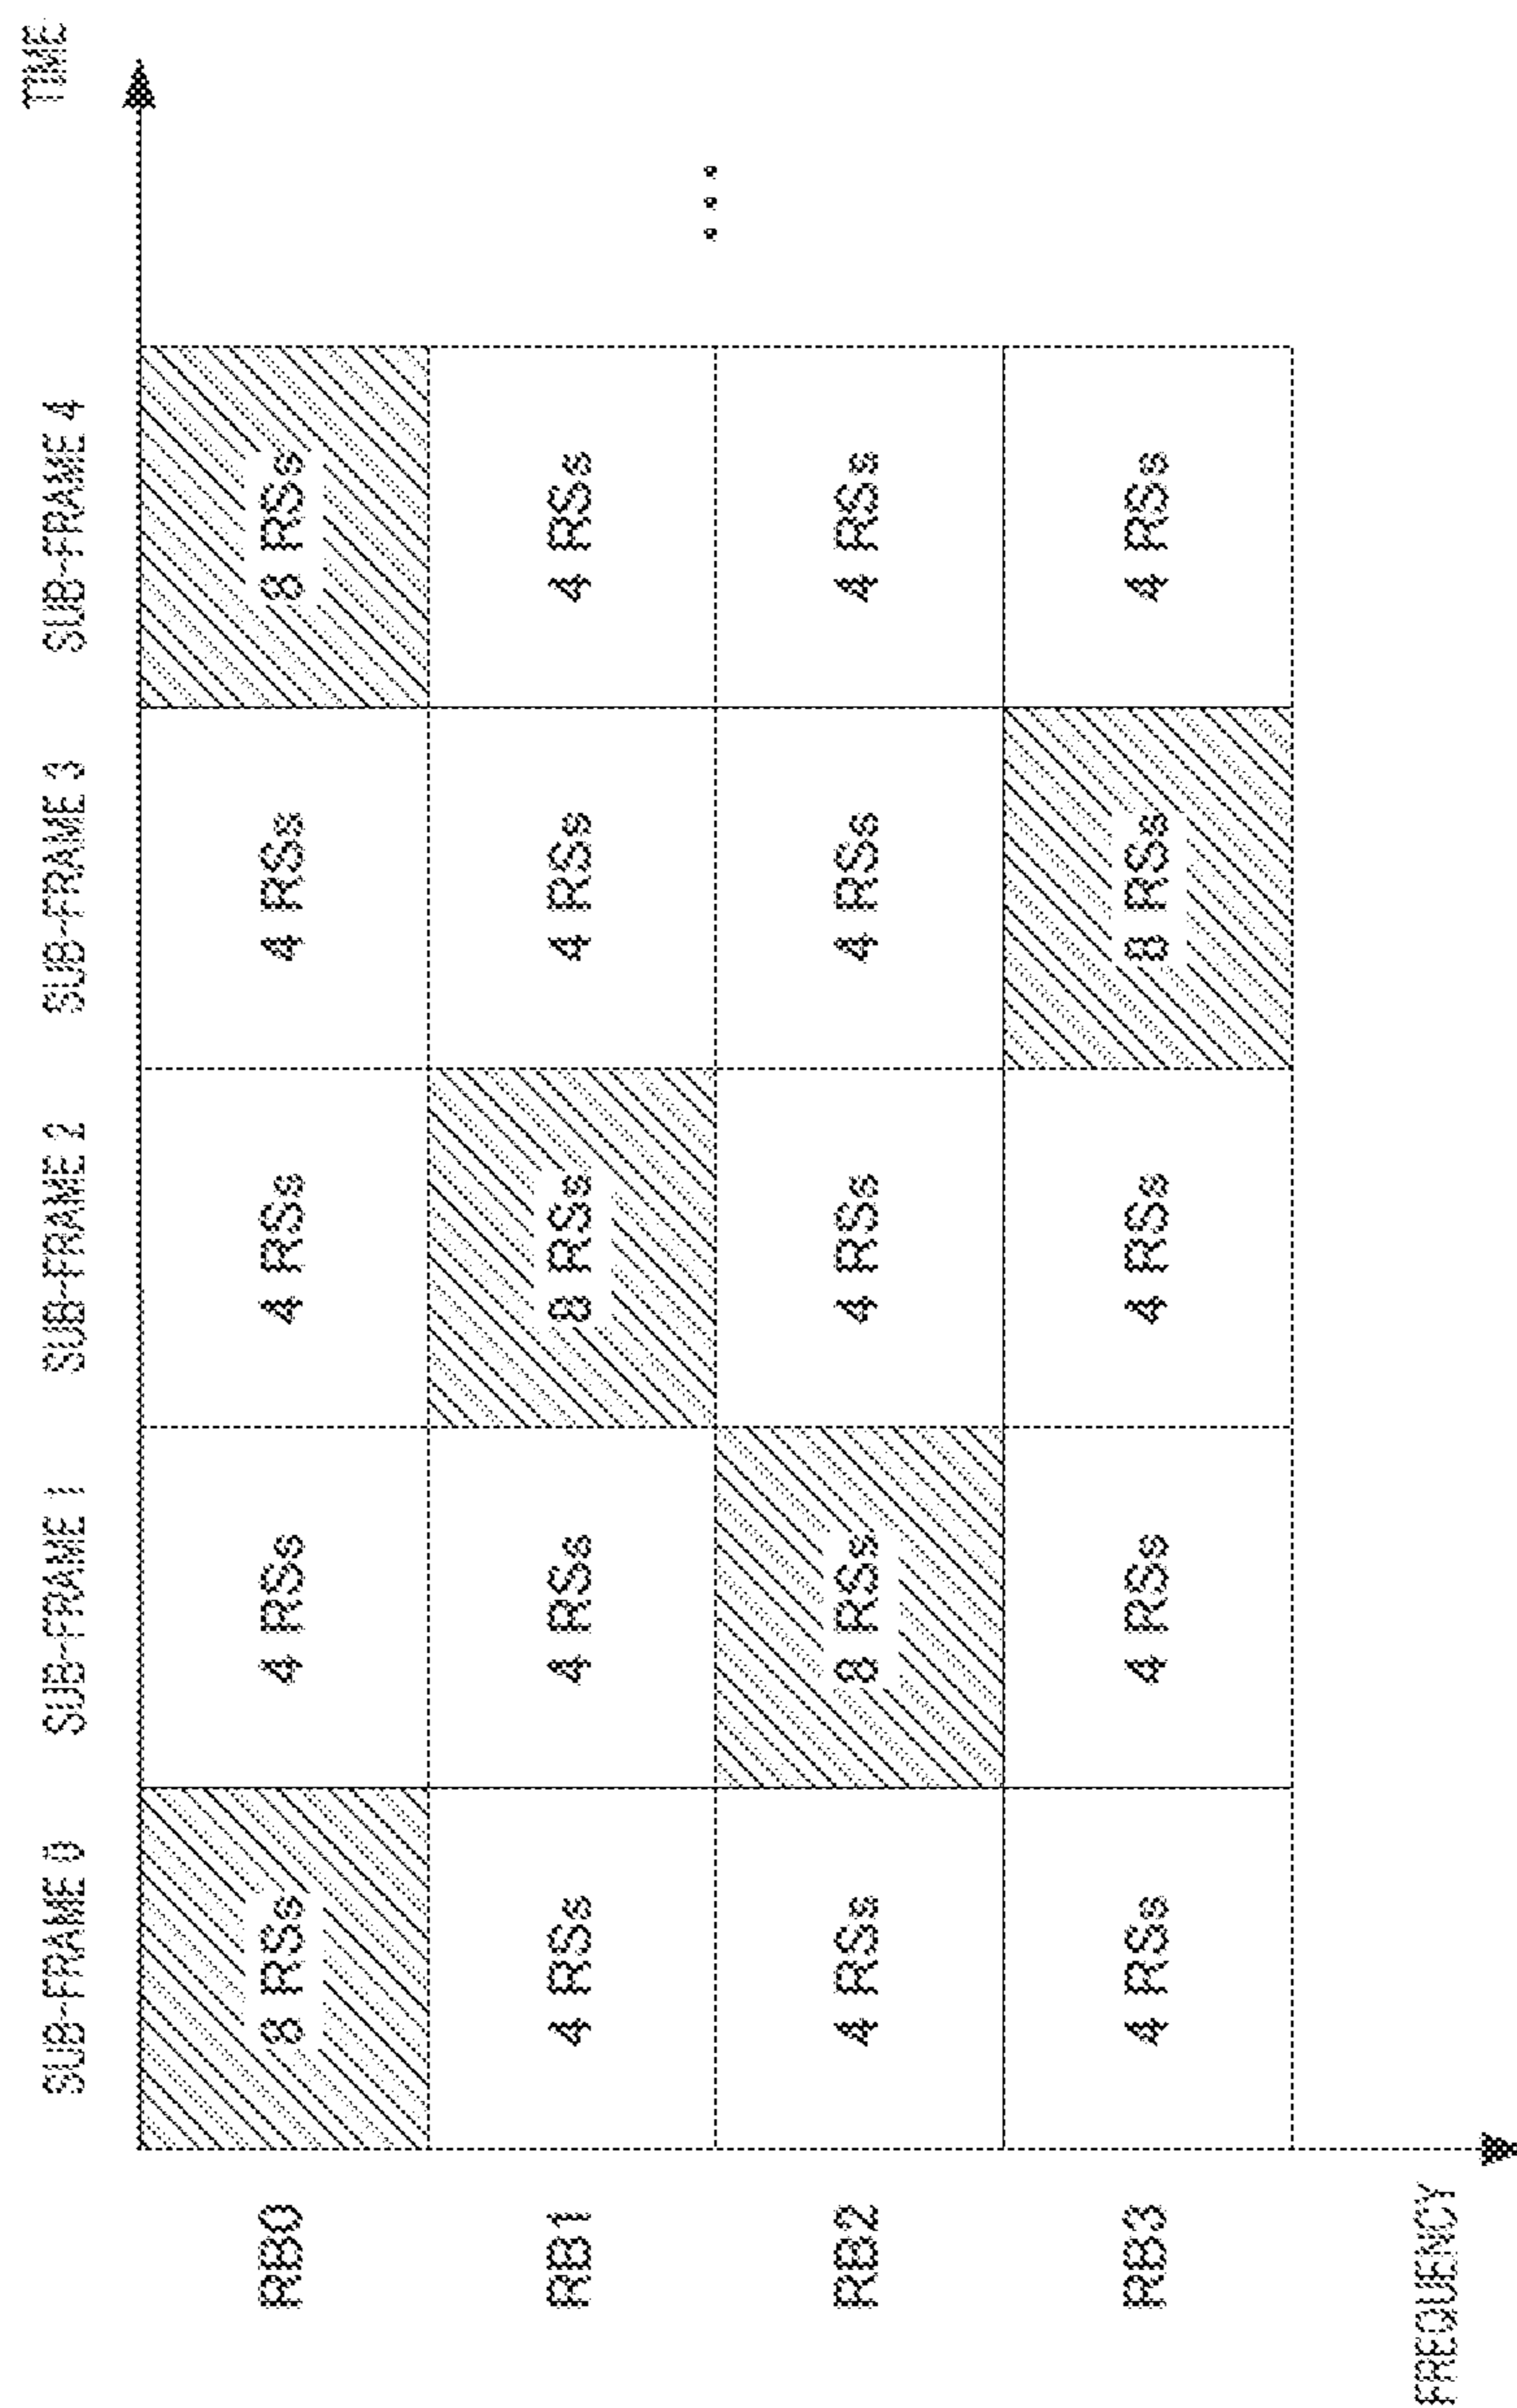 TIME
SUB-FRAME 0 SUB-FRAME 1 SUB-FRAME 2 SUB-FRAME 3 SUB-FRAME 4
RB0 8 RSs 4 RSs 4 RSs 4 RSs 8 RSs
RB1 4 RSs 4 RSs 8 RSs 4 RSs 4 RSs ...
RB2 4 RSs 8 RSs 4 RSs 4 RSs 4 RSs
RB3 4 RSs 4 RSs 4 RSs 8 RSs 4 RSs
FREQUENCY